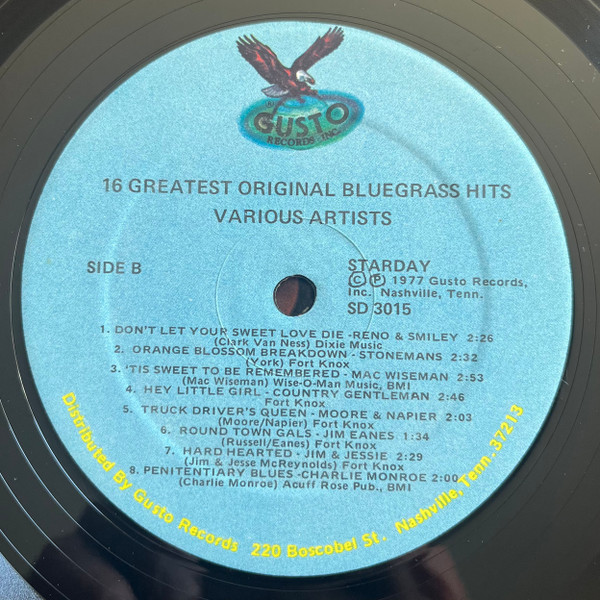 GUSTO
RECORDS INC.
16 GREATEST ORIGINAL BLUEGRASS HITS
VARIOUS ARTISTS
SIDE B
STARDAY
© ℗ 1977 Gusto Records,
Inc. Nashville, Tenn.
SD 3015
1. DON'T LET YOUR SWEET LOVE DIE -RENO & SMILEY 2:26
(Clark Van Ness) Dixie Music
2. ORANGE BLOSSOM BREAKDOWN - STONEMANS 2:32
(York) Fort Knox
3. 'TIS SWEET TO BE REMEMBERED - MAC WISEMAN 2:53
(Mac Wiseman) Wise-O-Man Music, BMI
4. HEY LITTLE GIRL - COUNTRY GENTLEMAN 2:46
Fort Knox
5. TRUCK DRIVER'S QUEEN - MOORE & NAPIER 2:03
(Moore/Napier) Fort Knox
6. ROUND TOWN GALS - JIM EANES 1:34
(Russell/Eanes) Fort Knox
7. HARD HEARTED - JIM & JESSIE 2:29
(Jim & Jesse McReynolds) Fort Knox
8. PENITENTIARY BLUES -CHARLIE MONROE 2:00
(Charlie Monroe) Acuff Rose Pub., BMI
Distributed By Gusto Records 220 Boscobel St. Nashville, Tenn. 37213